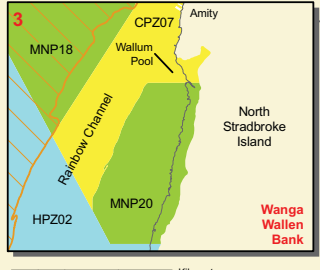 3
CPZ07
Amity
MNP18
Wallum
Pool
Rainbow Channel
North
Stradbroke
Island
MNP20
HPZ02
Wanga
Wallen
Bank